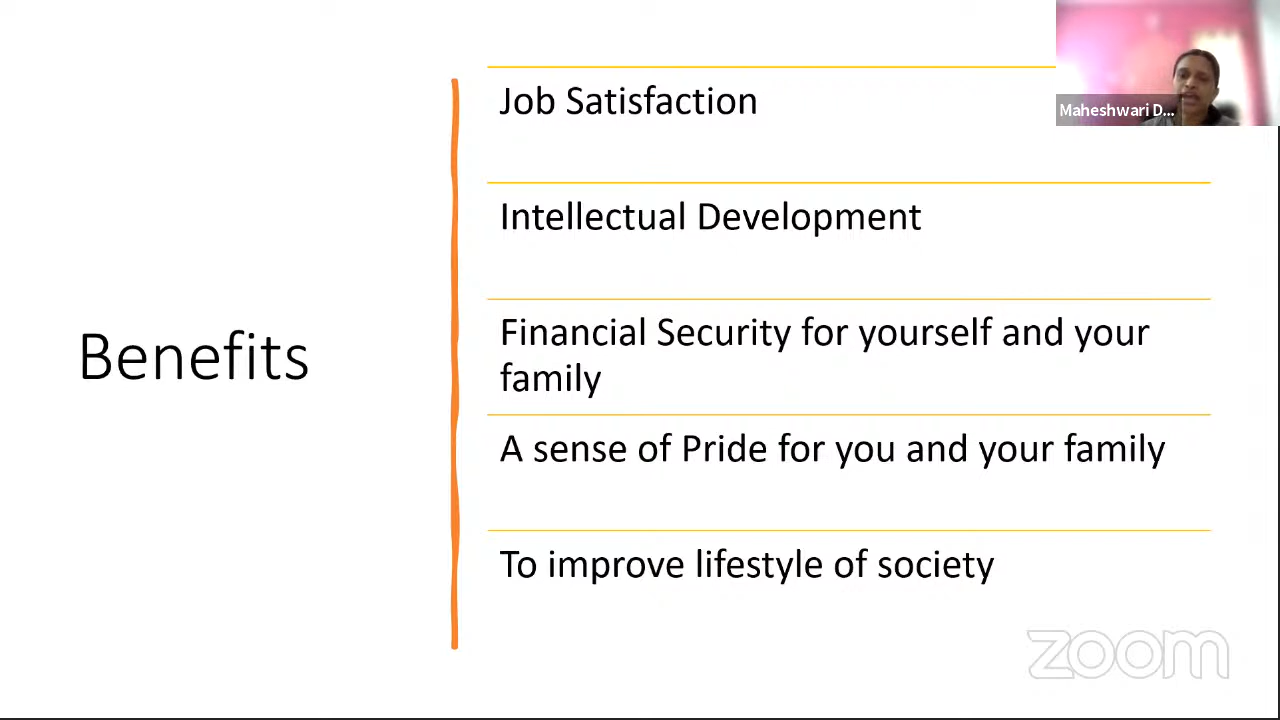 Benefits
Job Satisfaction
Intellectual Development
Financial Security for yourself and your
family
A sense of Pride for you and your family
To improve lifestyle of society
Maheshwari D...
zoom